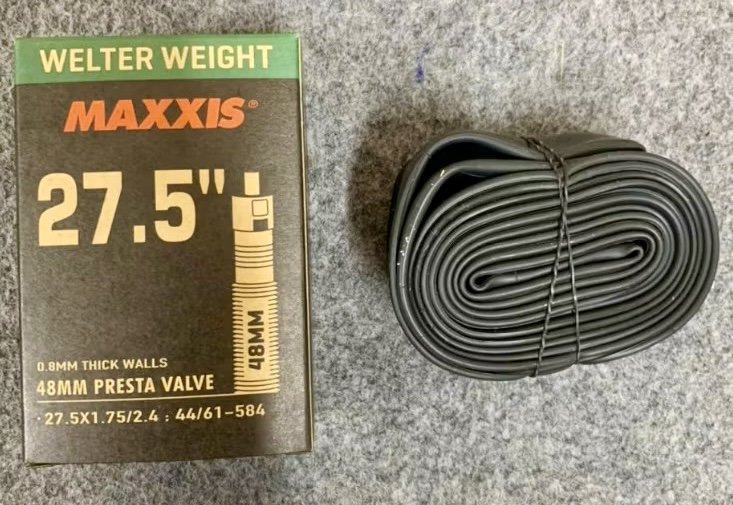 WELTER WEIGHT
MAXXIS®
27.5"
48MM
0.8MM THICK WALLS
48MM PRESTA VALVE
·27.5X1.75/2.4 : 44/61-584